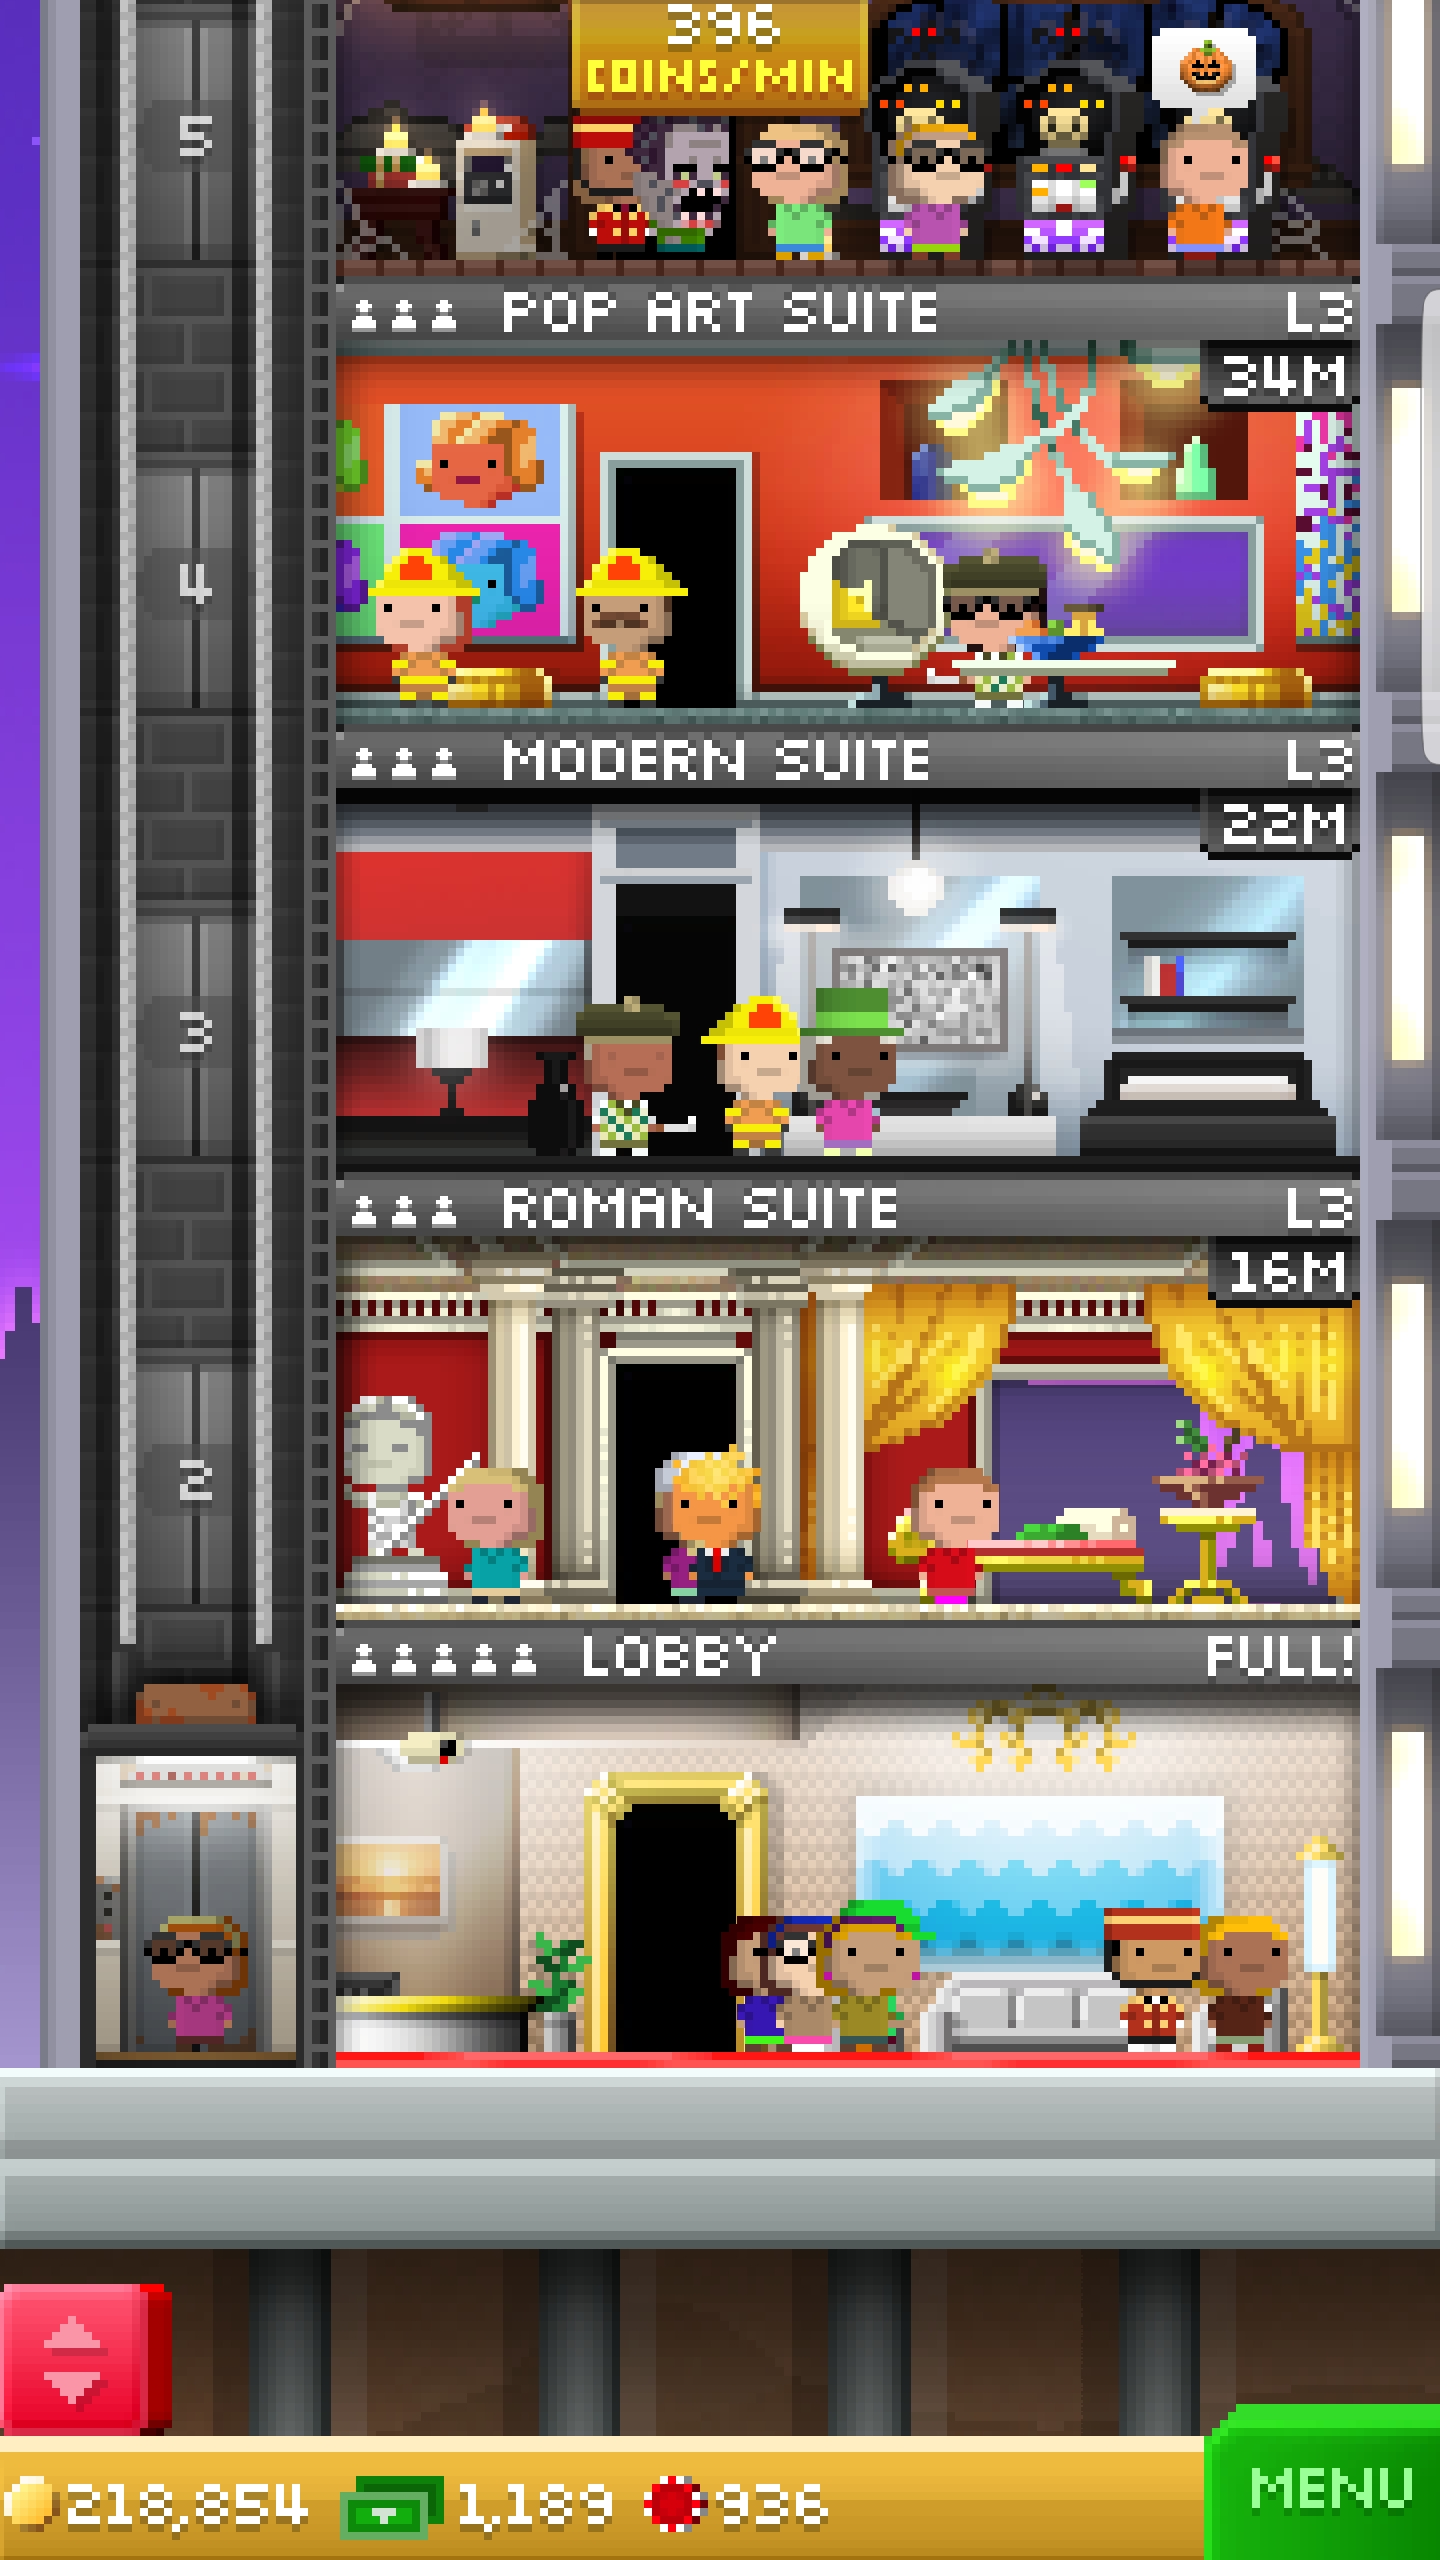 396
COINS/MIN
5
POP ART SUITE L3
34M
4
MODERN SUITE L3
22M
3
ROMAN SUITE L3
16M
2
LOBBY FULL!
218,854 1,189 936
MENU